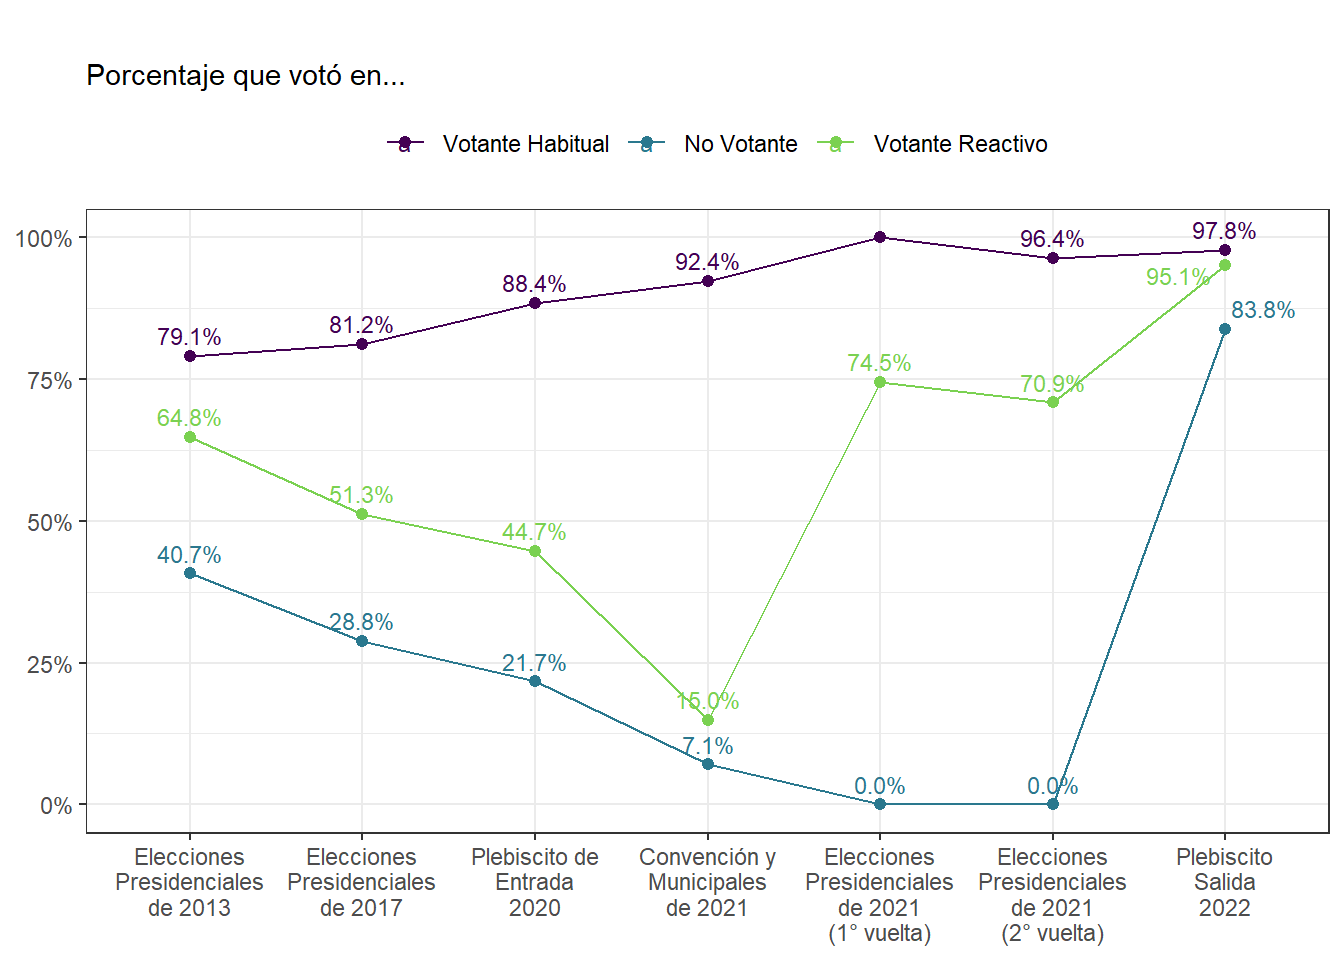 Porcentaje que votó en...
a Votante Habitual a No Votante a Votante Reactivo
100%
75%
50%
25%
0%
79.1%
81.2%
88.4%
92.4%
96.4%
97.8%
64.8%
51.3%
44.7%
15.0%
74.5%
70.9%
95.1%
40.7%
28.8%
21.7%
7.1%
0.0%
0.0%
83.8%
Elecciones
Presidenciales
de 2013
Elecciones
Presidenciales
de 2017
Plebiscito de
Entrada
2020
Convención y
Municipales
de 2021
Elecciones
Presidenciales
de 2021
(1° vuelta)
Elecciones
Presidenciales
de 2021
(2° vuelta)
Plebiscito
Salida
2022